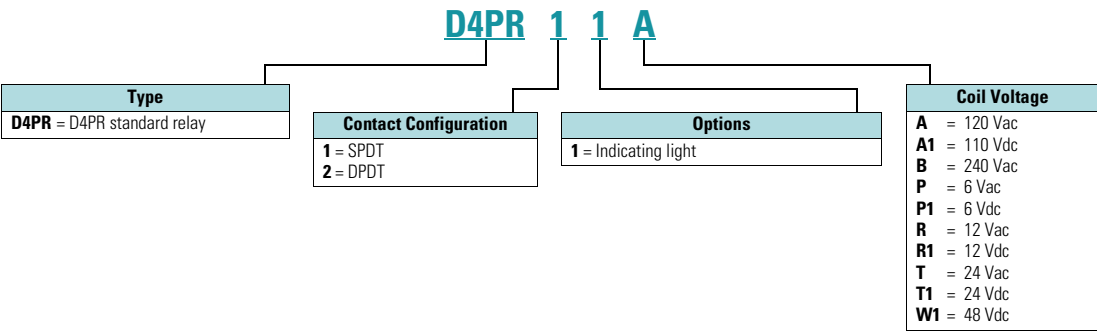 D4PR 1 1 A
Type
D4PR = D4PR standard relay
Contact Configuration
1 = SPDT
2 = DPDT
Options
1 = Indicating light
Coil Voltage
A = 120 Vac
A1 = 110 Vdc
B = 240 Vac
P = 6 Vac
P1 = 6 Vdc
R = 12 Vac
R1 = 12 Vdc
T = 24 Vac
T1 = 24 Vdc
W1 = 48 Vdc